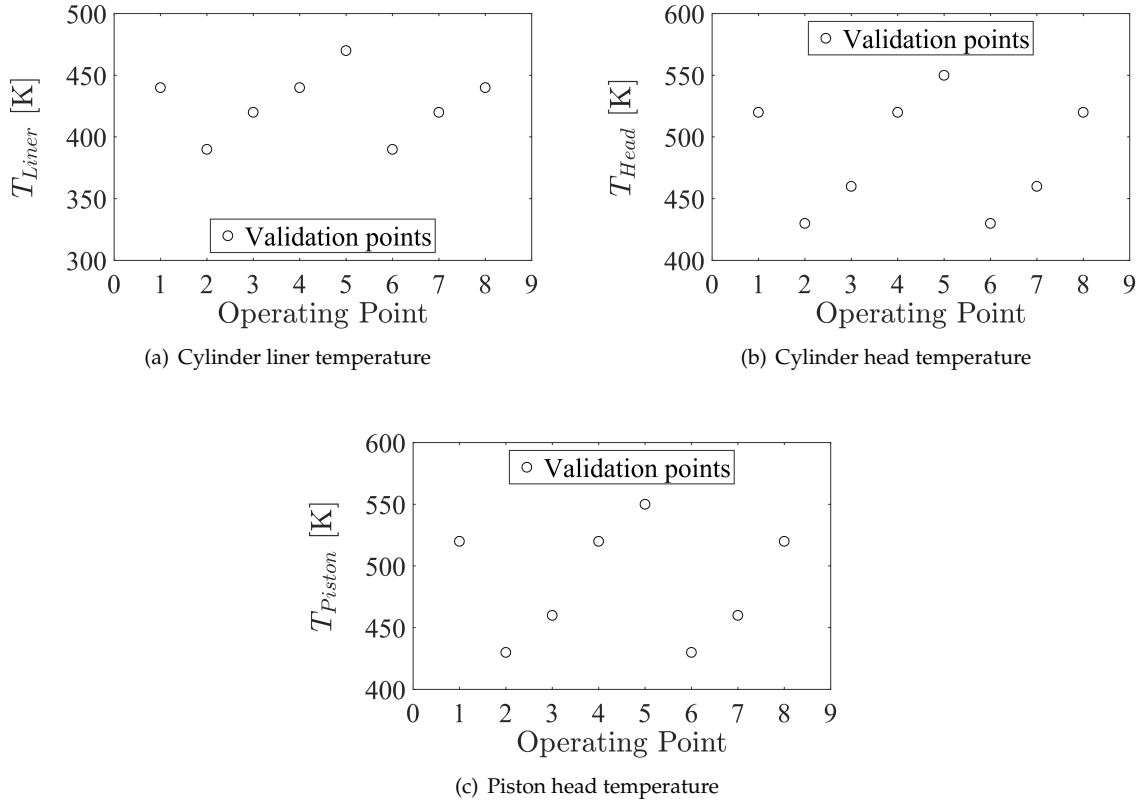 500
450
400
350
300
T_Liner [K]
Validation points
0 1 2 3 4 5 6 7 8 9
Operating Point
(a) Cylinder liner temperature
600
550
500
450
400
T_Head [K]
Validation points
0 1 2 3 4 5 6 7 8 9
Operating Point
(b) Cylinder head temperature
600
550
500
450
400
T_Piston [K]
Validation points
0 1 2 3 4 5 6 7 8 9
Operating Point
(c) Piston head temperature